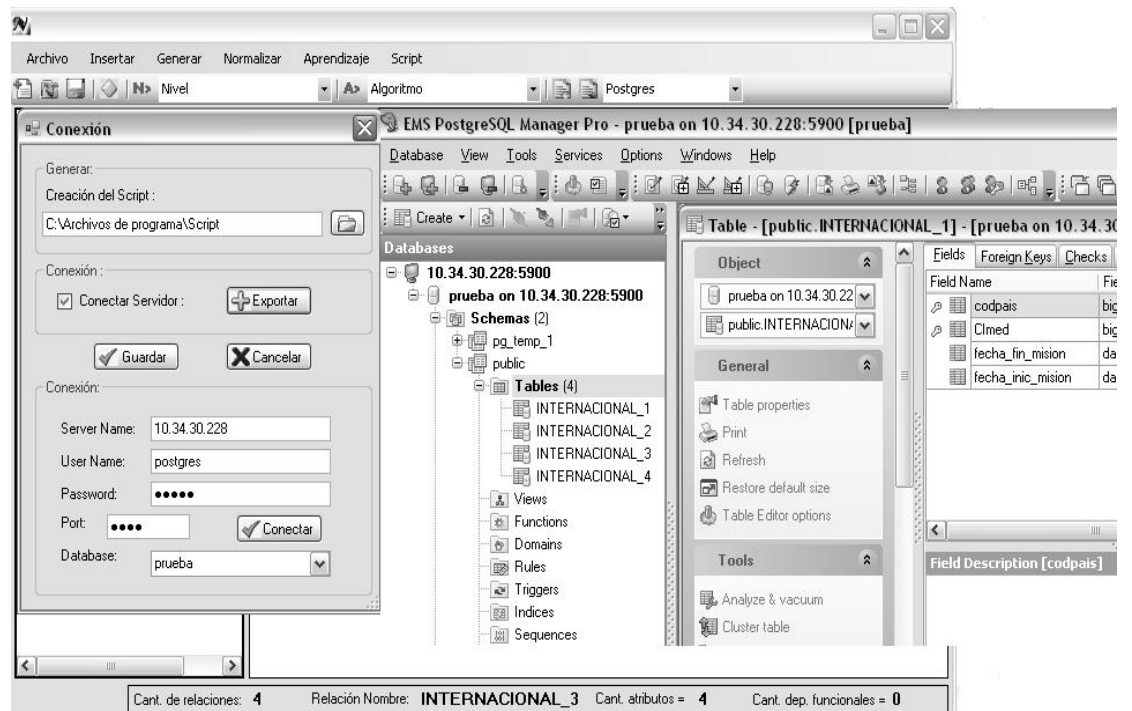 Archivo Insertar Generar Normalizar Aprendizaje Script
N> Nivel A> Algoritmo Postgres
Conexión
Generar:
Creación del Script :
C:\Archivos de programa\Script
Conexión :
Conectar Servidor : Exportar
Guardar Cancelar
Conexión:
Server Name: 10.34.30.228
User Name: postgres
Password: •••••
Port: ••••
Conectar
Database: prueba
EMS PostgreSQL Manager Pro - prueba on 10.34.30.228:5900 [prueba]
Database View Tools Services Options Windows Help
Create
Databases
10.34.30.228:5900
prueba on 10.34.30.228:5900
Schemas (2)
pg_temp_1
public
Tables (4)
INTERNACIONAL_1
INTERNACIONAL_2
INTERNACIONAL_3
INTERNACIONAL_4
Views
Functions
Domains
Rules
Triggers
Indices
Sequences
Table - [public.INTERNACIONAL_1] - [prueba on 10.34.30
Object
prueba on 10.34.30.22
public.INTERNACION
General
Table properties
Print
Refresh
Restore default size
Table Editor options
Tools
Analyze & vacuum
Cluster table
Fields Foreign Keys Checks
Field Name Fie
codpais big
CImed big
fecha_fin_mision da
fecha_inic_mision da
Field Description [codpais]
Cant. de relaciones: 4 Relación Nombre: INTERNACIONAL_3 Cant. atributos = 4 Cant. dep. funcionales = 0